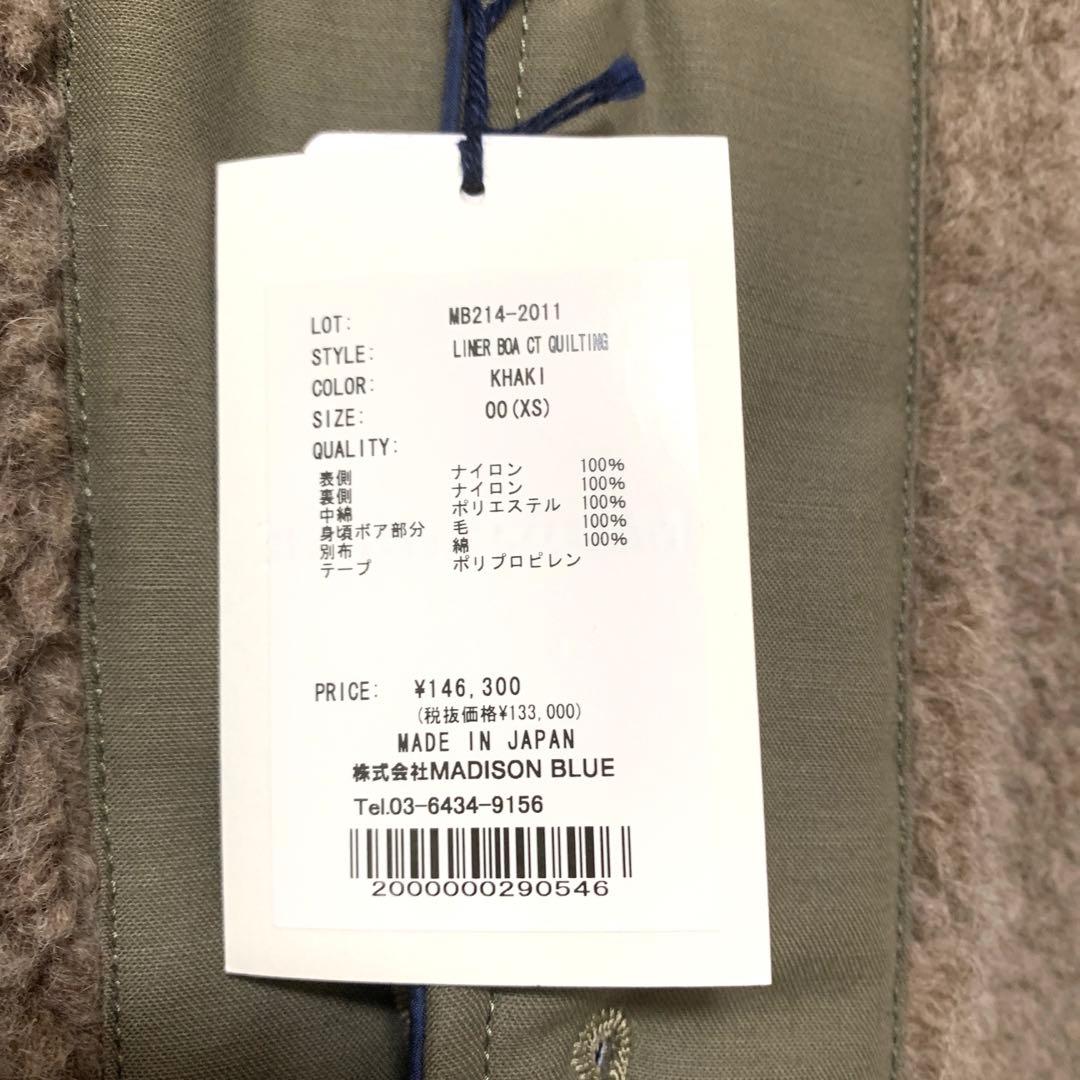 LOT: MB214-2011
STYLE: LINER BOA CT QUILTING
COLOR: KHAKI
SIZE: 00(XS)
QUALITY:
表側 ナイロン 100%
裏側 ナイロン 100%
中綿 ポリエステル 100%
身頃ボア部分 毛 100%
別布 綿 100%
テープ ポリプロピレン
PRICE: ¥146,300
(税抜価格¥133,000)
MADE IN JAPAN
株式会社MADISON BLUE
Tel.03-6434-9156
2000000290546